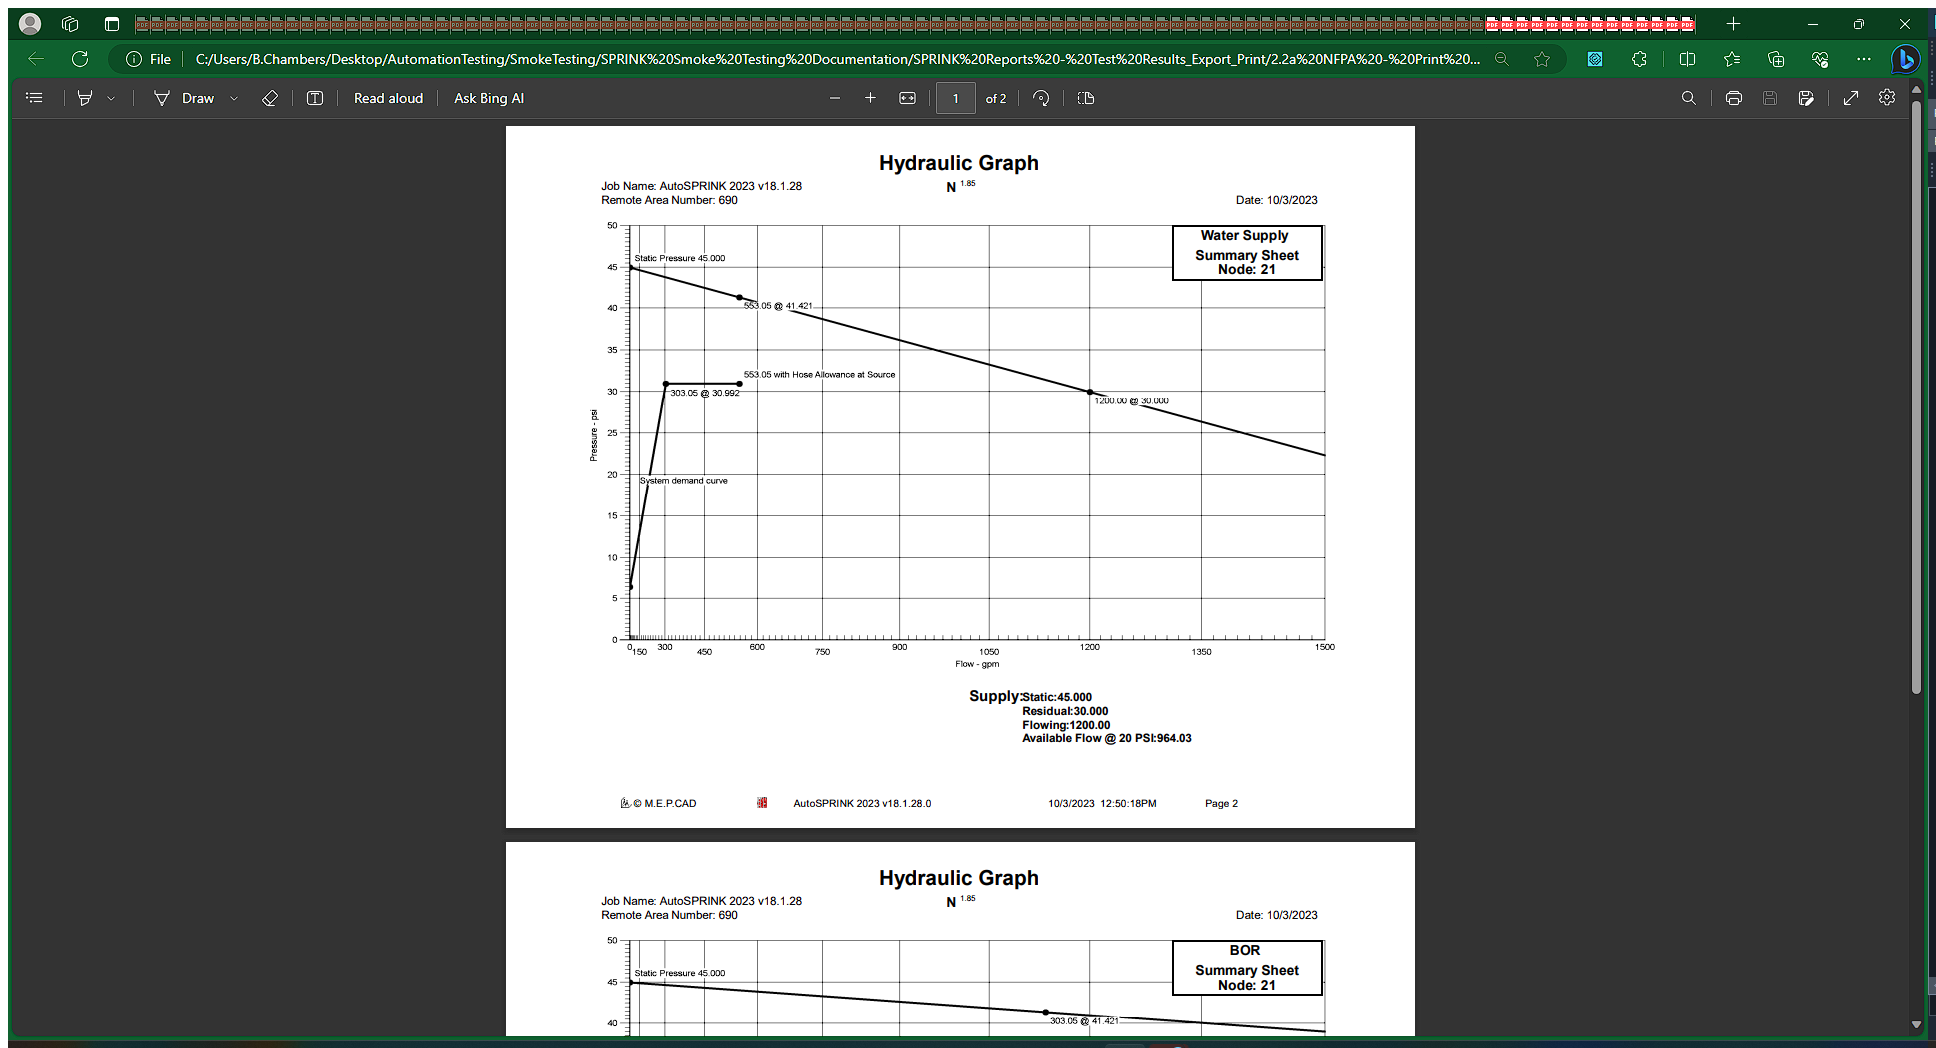 File
C:/Users/B.Chambers/Desktop/AutomationTesting/SmokeTesting/SPRINK%20Smoke%20Testing%20Documentation/SPRINK%20Reports%20-%20Test%20Results_Export_Print/2.2a%20NFPA%20-%20Print%20...
Draw
Read aloud
Ask Bing AI
1 of 2
Hydraulic Graph
N 1.85
Job Name: AutoSPRINK 2023 v18.1.28
Remote Area Number: 690
Date: 10/3/2023
Water Supply
Summary Sheet
Node: 21
50
45
40
35
30
25
20
15
10
5
0
Pressure - psi
Static Pressure 45.000
553.05 @ 41.421
553.05 with Hose Allowance at Source
303.05 @ 30.992
1200.00 @ 30.000
System demand curve
0 150 300 450 600 750 900 1050 1200 1350 1500
Flow - gpm
Supply:Static:45.000
Residual:30.000
Flowing:1200.00
Available Flow @ 20 PSI:964.03
© M.E.P.CAD
AutoSPRINK 2023 v18.1.28.0
10/3/2023 12:50:18PM
Page 2
Hydraulic Graph
N 1.85
Job Name: AutoSPRINK 2023 v18.1.28
Remote Area Number: 690
Date: 10/3/2023
BOR
Summary Sheet
Node: 21
50
45
40
Static Pressure 45.000
303.05 @ 41.421